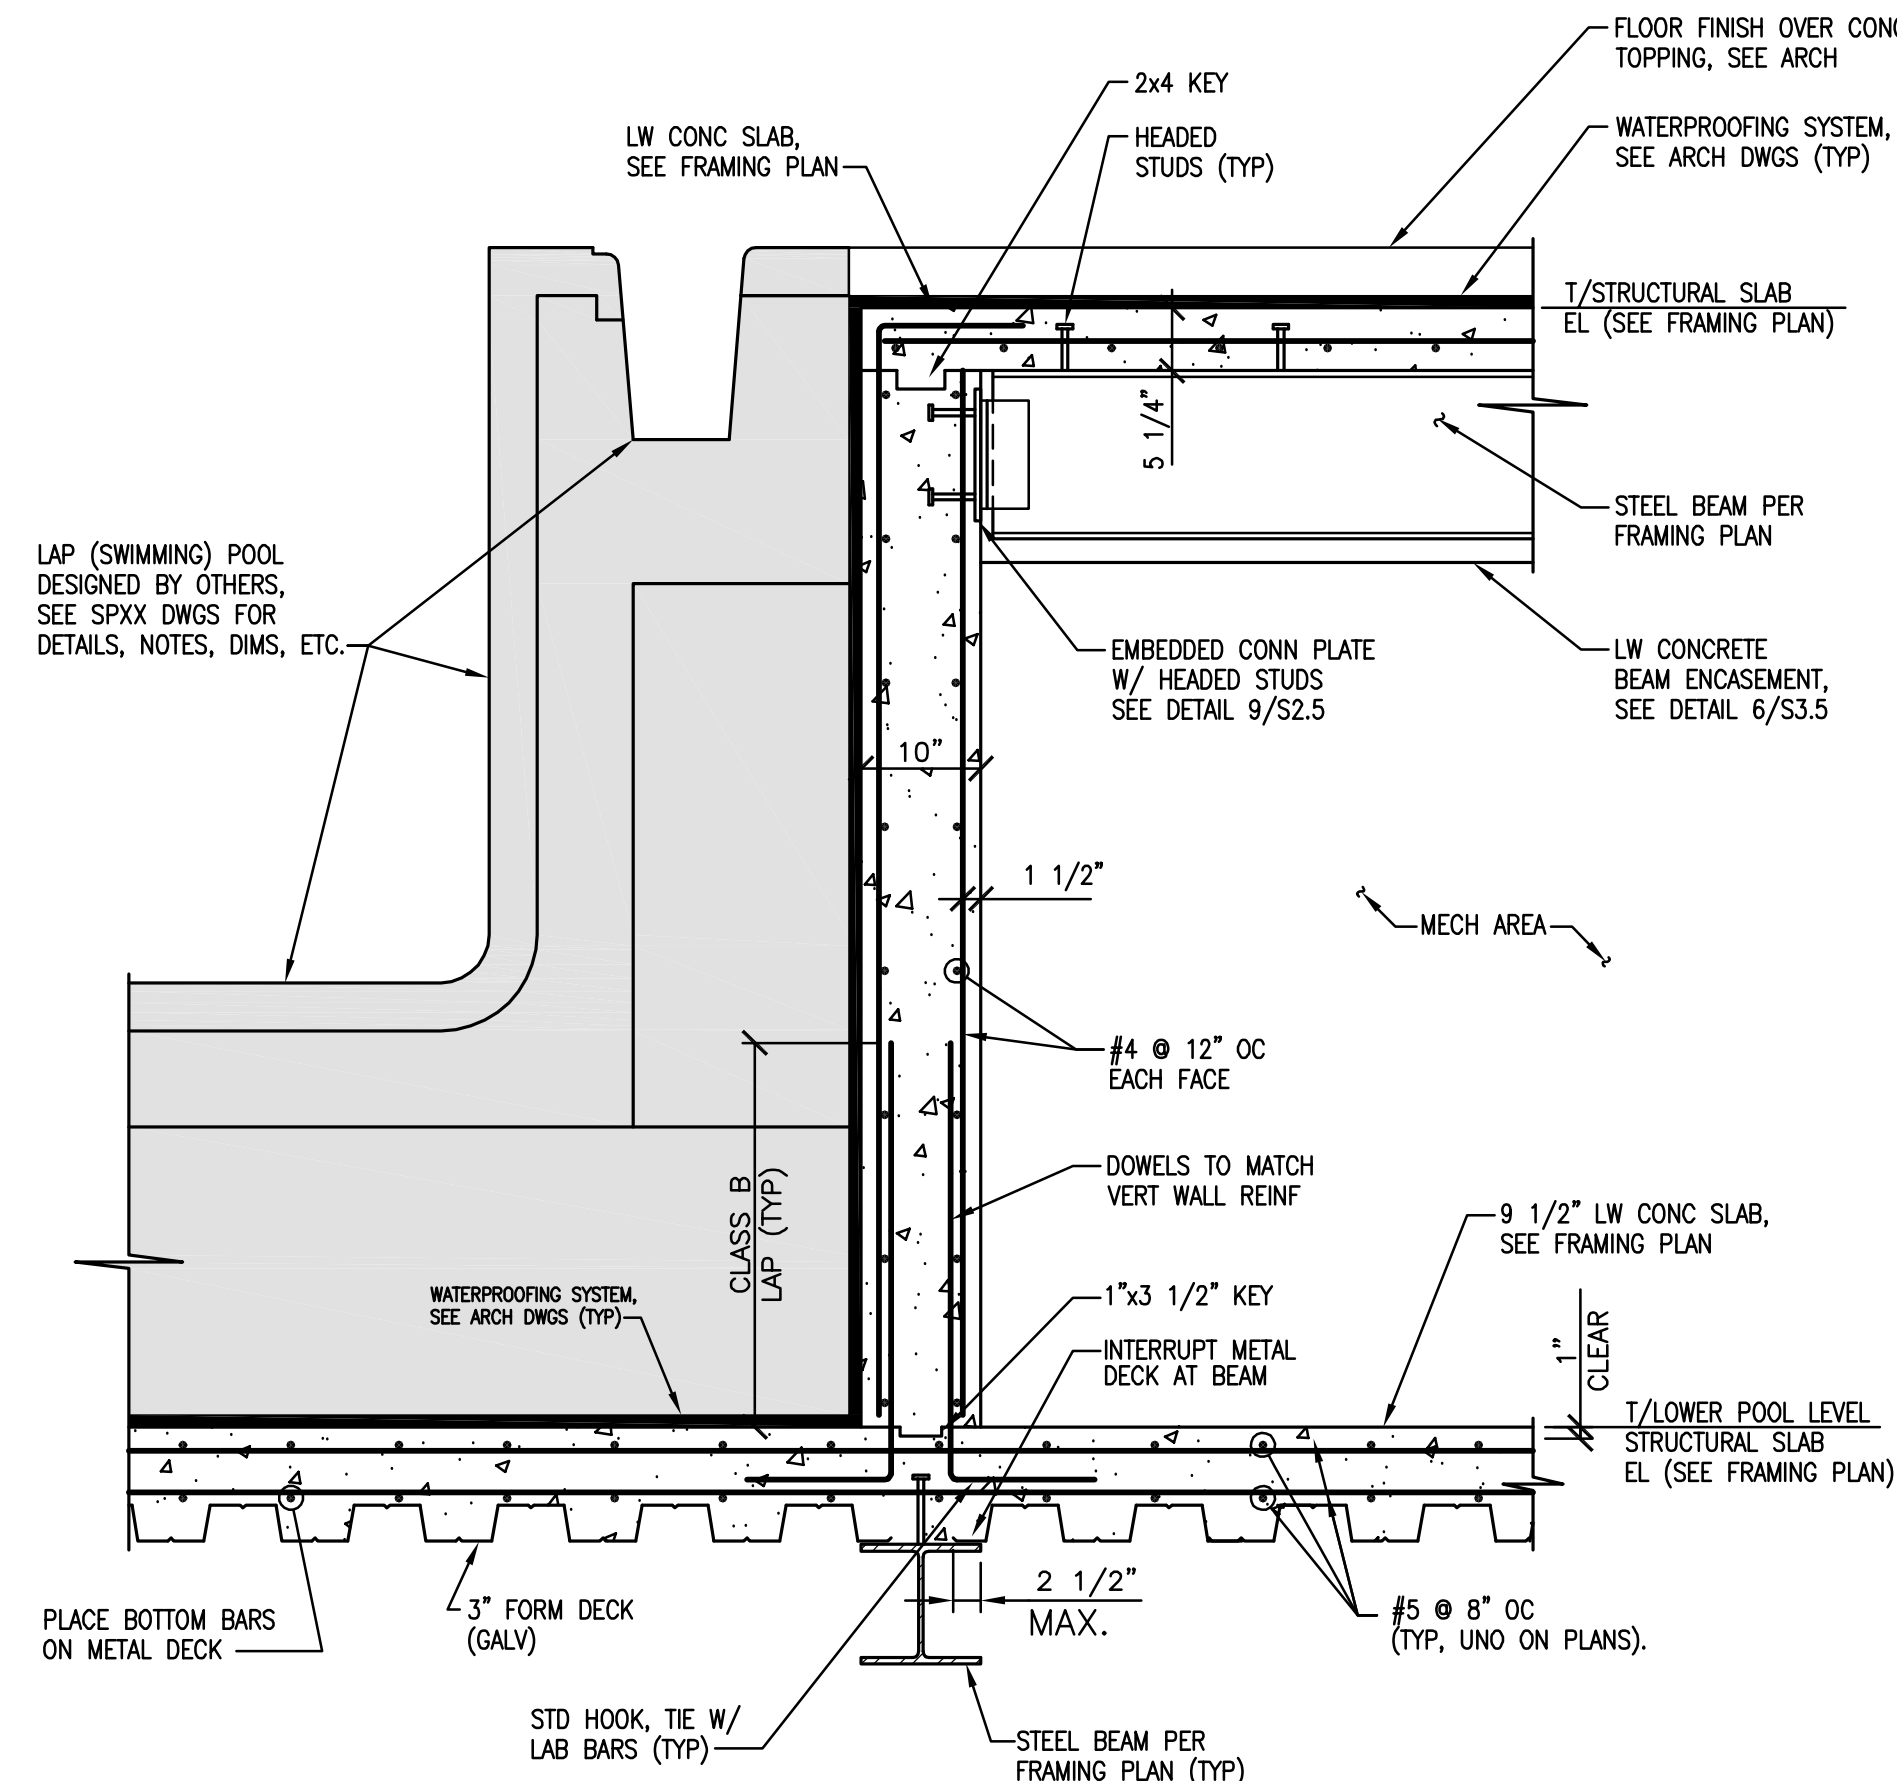 FLOOR FINISH OVER CONC
TOPPING, SEE ARCH
2x4 KEY
LW CONC SLAB,
SEE FRAMING PLAN
HEADED
STUDS (TYP)
WATERPROOFING SYSTEM,
SEE ARCH DWGS (TYP)
T/STRUCTURAL SLAB
EL (SEE FRAMING PLAN)
5 1/4"
STEEL BEAM PER
FRAMING PLAN
LAP (SWIMMING) POOL
DESIGNED BY OTHERS,
SEE SPXX DWGS FOR
DETAILS, NOTES, DIMS, ETC.
EMBEDDED CONN PLATE
W/ HEADED STUDS
SEE DETAIL 9/S2.5
LW CONCRETE
BEAM ENCASEMENT,
SEE DETAIL 6/S3.5
10"
1 1/2"
MECH AREA
#4 @ 12" OC
EACH FACE
CLASS B
LAP (TYP)
DOWELS TO MATCH
VERT WALL REINF
9 1/2" LW CONC SLAB,
SEE FRAMING PLAN
WATERPROOFING SYSTEM,
SEE ARCH DWGS (TYP)
1"x3 1/2" KEY
INTERRUPT METAL
DECK AT BEAM
1"
CLEAR
T/LOWER POOL LEVEL
STRUCTURAL SLAB
EL (SEE FRAMING PLAN)
PLACE BOTTOM BARS
ON METAL DECK
3" FORM DECK
(GALV)
2 1/2"
MAX.
#5 @ 8" OC
(TYP, UNO ON PLANS).
STD HOOK, TIE W/
LAB BARS (TYP)
STEEL BEAM PER
FRAMING PLAN (TYP)